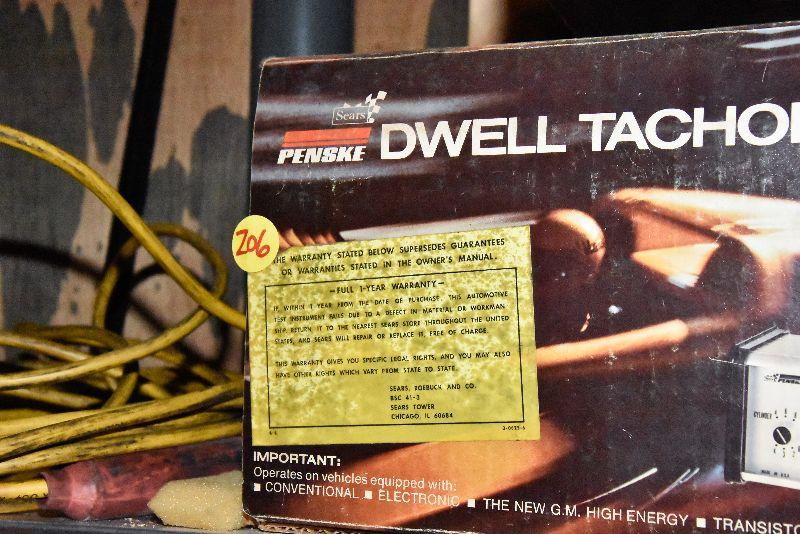 Sears
PENSKE
DWELL TACHO
206
THE WARRANTY STATED BELOW SUPERSEDES GUARANTEES
OR WARRANTIES STATED IN THE OWNER'S MANUAL.
—FULL 1-YEAR WARRANTY—
IF, WITHIN 1 YEAR FROM THE DATE OF PURCHASE, THIS AUTOMOTIVE
TEST INSTRUMENT FAILS DUE TO A DEFECT IN MATERIAL OR WORKMAN-
SHIP, RETURN IT TO THE NEAREST SEARS STORE THROUGHOUT THE UNITED
STATES, AND SEARS WILL REPAIR OR REPLACE IT, FREE OF CHARGE.
THIS WARRANTY GIVES YOU SPECIFIC LEGAL RIGHTS, AND YOU MAY ALSO
HAVE OTHER RIGHTS WHICH VARY FROM STATE TO STATE.
SEARS, ROEBUCK AND CO.
BSC 41-3
SEARS TOWER
CHICAGO, IL 60684
IMPORTANT:
Operates on vehicles equipped with:
■ CONVENTIONAL ■ ELECTRONIC ■ THE NEW G.M. HIGH ENERGY ■ TRANSISTO
PENSKE
CYLINDER
MADE IN U.S.A.